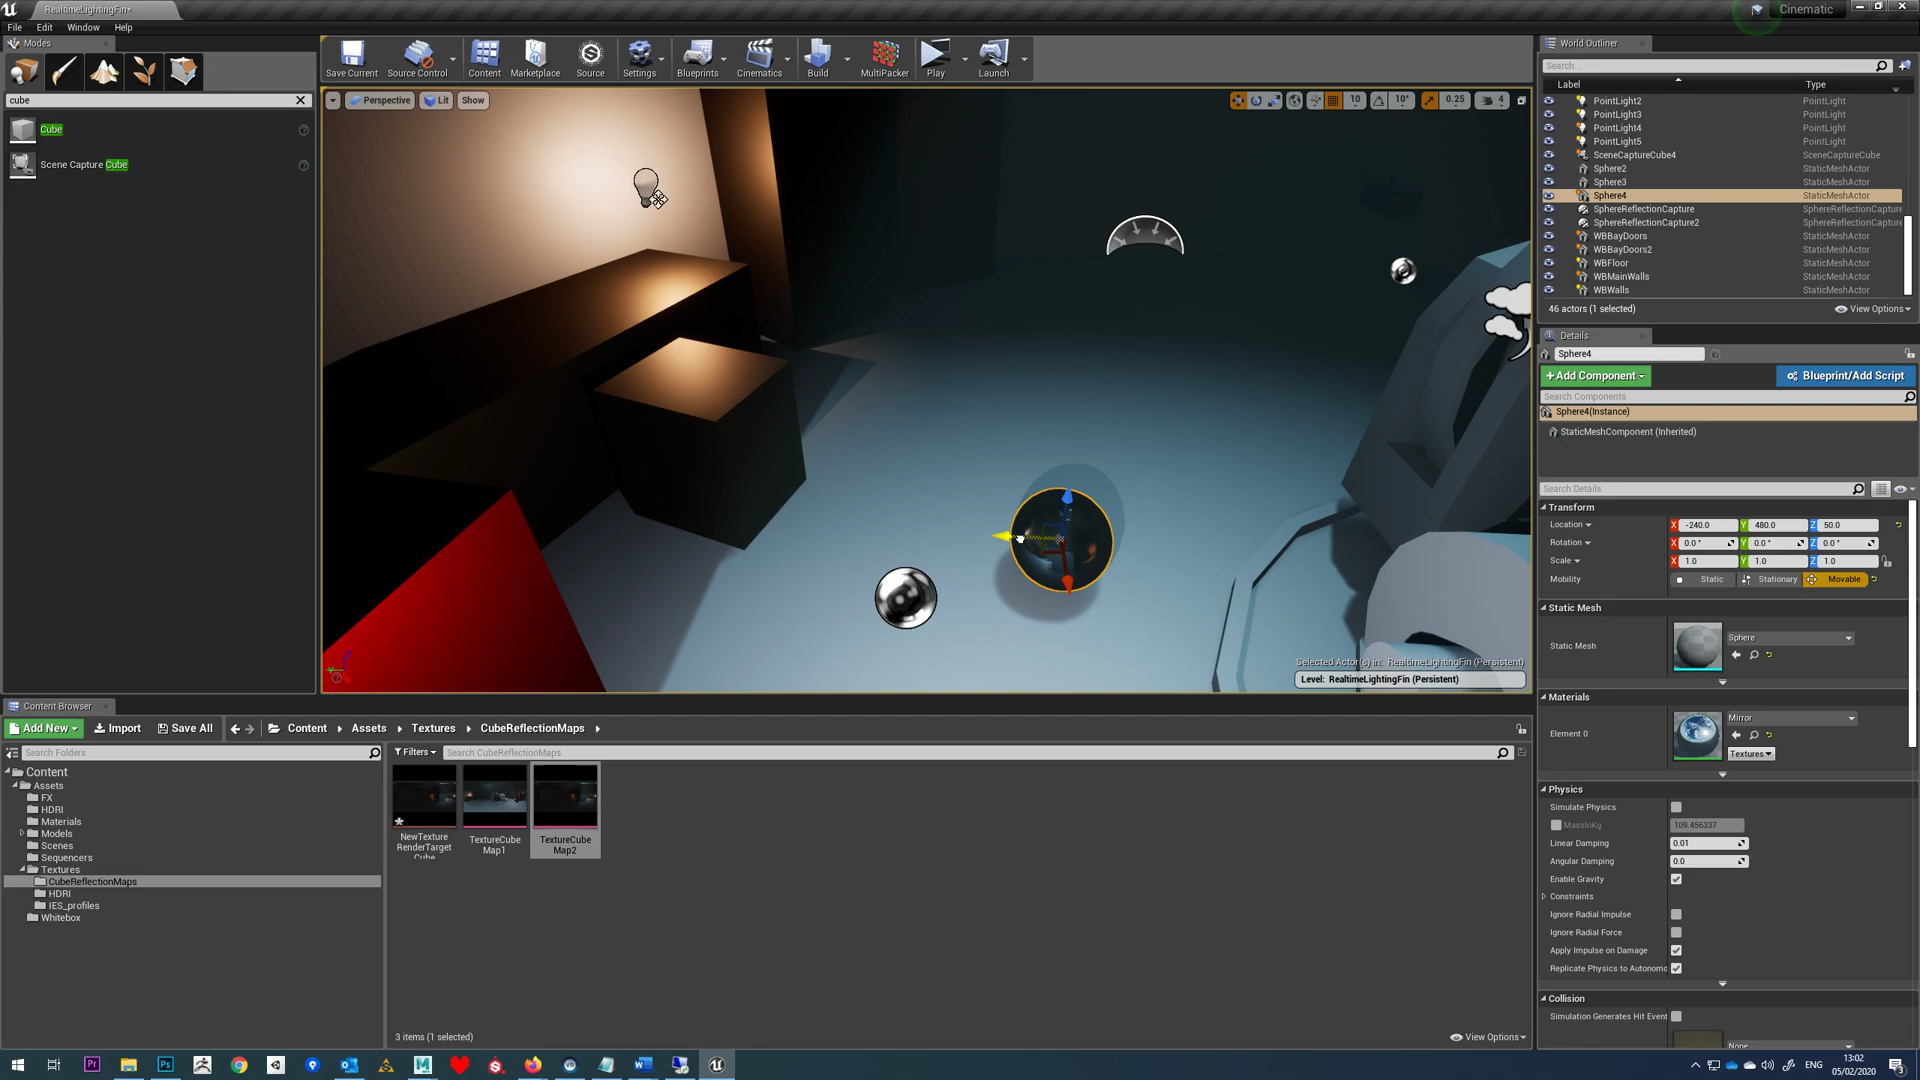 RealtimeLightingFin*
Cinematic
File Edit Window Help
Modes
cube
Cube
Scene Capture Cube
Save Current
Source Control
Content
Marketplace
Source
Settings
Blueprints
Cinematics
Build
MultiPacker
Play
Launch
Perspective
Lit
Show
10
10°
0.25
4
Selected Actor(s) in: RealtimeLightingFin (Persistent)
Level: RealtimeLightingFin (Persistent)
World Outliner
Search...
Label Type
PointLight2 PointLight
PointLight3 PointLight
PointLight4 PointLight
PointLight5 PointLight
SceneCaptureCube4 SceneCaptureCube
Sphere2 StaticMeshActor
Sphere3 StaticMeshActor
Sphere4 StaticMeshActor
SphereReflectionCapture SphereReflectionCapture
SphereReflectionCapture2 SphereReflectionCapture
WBBayDoors StaticMeshActor
WBBayDoors2 StaticMeshActor
WBFloor StaticMeshActor
WBMainWalls StaticMeshActor
WBWalls StaticMeshActor
46 actors (1 selected)
View Options
Details
Sphere4
+Add Component
Blueprint/Add Script
Search Components
Sphere4(Instance)
StaticMeshComponent (Inherited)
Search Details
Transform
Location X -240.0 Y 480.0 Z 50.0
Rotation X 0.0 ° Y 0.0 ° Z 0.0 °
Scale X 1.0 Y 1.0 Z 1.0
Mobility Static Stationary Movable
Static Mesh
Static Mesh Sphere
Materials
Element 0 Mirror
Textures
Physics
Simulate Physics
MassInKg 109.456337
Linear Damping 0.01
Angular Damping 0.0
Enable Gravity
Constraints
Ignore Radial Impulse
Ignore Radial Force
Apply Impulse on Damage
Replicate Physics to Autonomo
Collision
Simulation Generates Hit Event
None
Content Browser
Add New
Import
Save All
Content
Assets
Textures
CubeReflectionMaps
Search Folders
Filters
Search CubeReflectionMaps
Content
Assets
FX
HDRI
Materials
Models
Scenes
Sequencers
Textures
CubeReflectionMaps
HDRI
IES_profiles
Whitebox
NewTexture
RenderTarget
Cube
TextureCube
Map1
TextureCube
Map2
3 items (1 selected)
View Options
Pr
Ps
M
ENG
13:02
05/02/2020
3